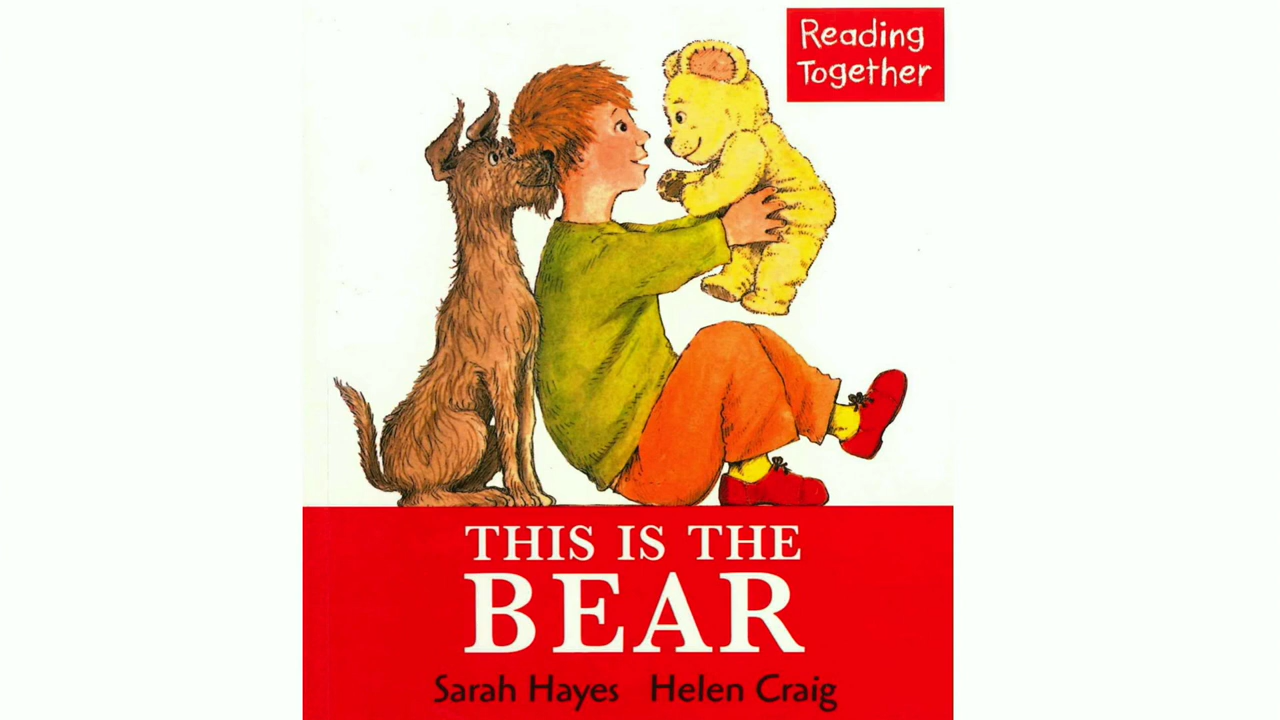 Reading
Together
THIS IS THE
BEAR
Sarah Hayes Helen Craig